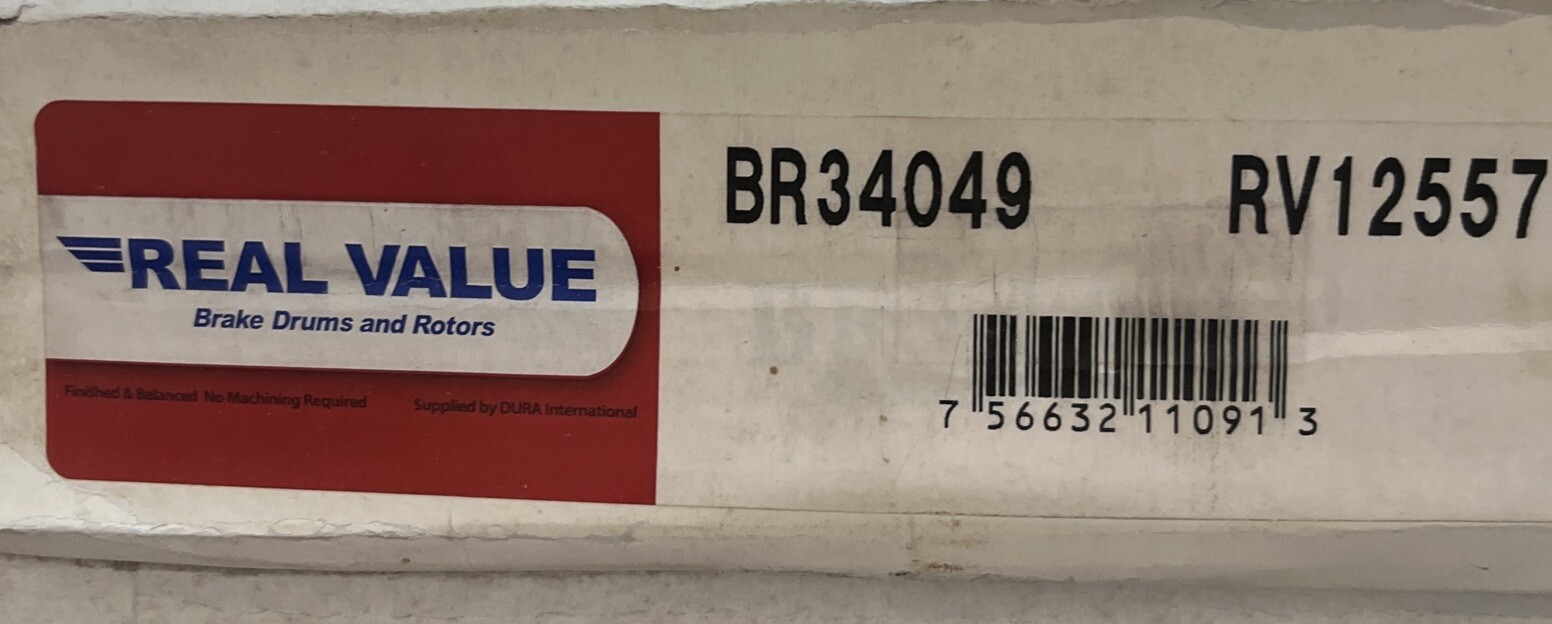 REAL VALUE
Brake Drums and Rotors
Finished & Balanced No Machining Required
Supplied by DURA International
BR34049
RV12557
7 56632 11091 3